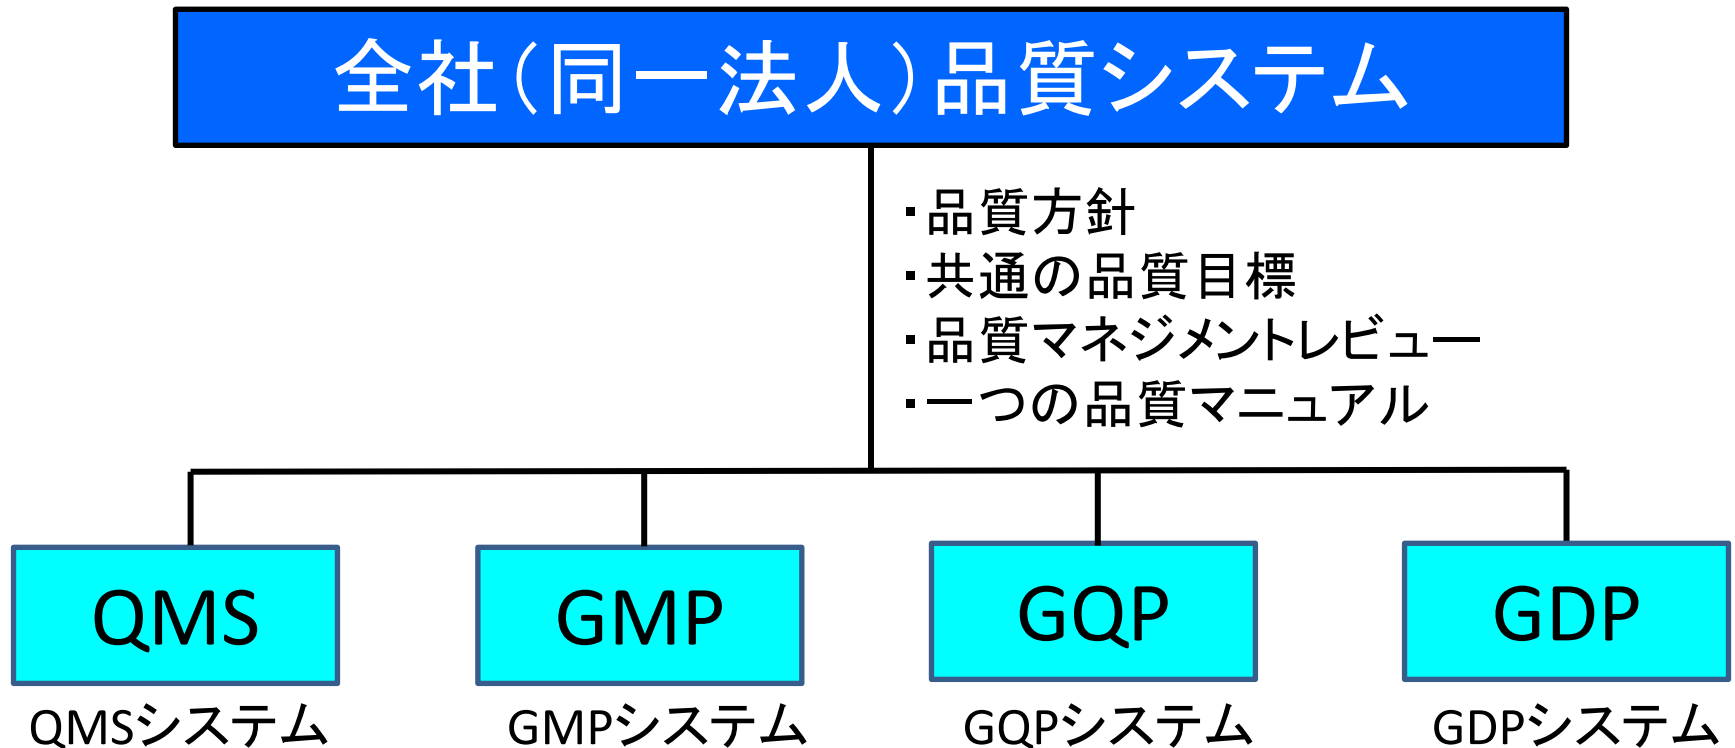 全社（同一法人）品質システム
・品質方針
・共通の品質目標
・品質マネジメントレビュー
・一つの品質マニュアル
QMS
GMP
GQP
GDP
QMSシステム
GMPシステム
GQPシステム
GDPシステム